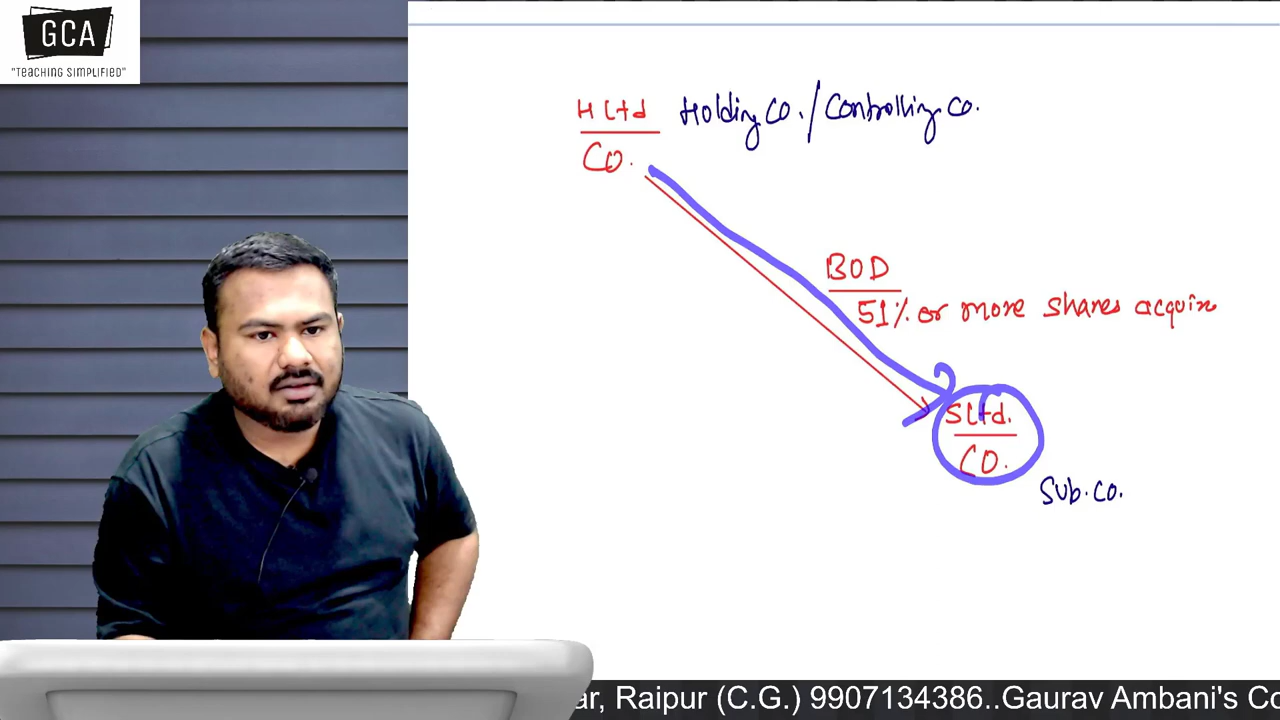 GCA
"Teaching Simplified"
H Ltd Holding Co. / Controlling Co.
Co.
BOD
51% or more shares acquire
S Ltd.
Co.
Sub. Co.
ar, Raipur (C.G.) 9907134386..Gaurav Ambani's Co